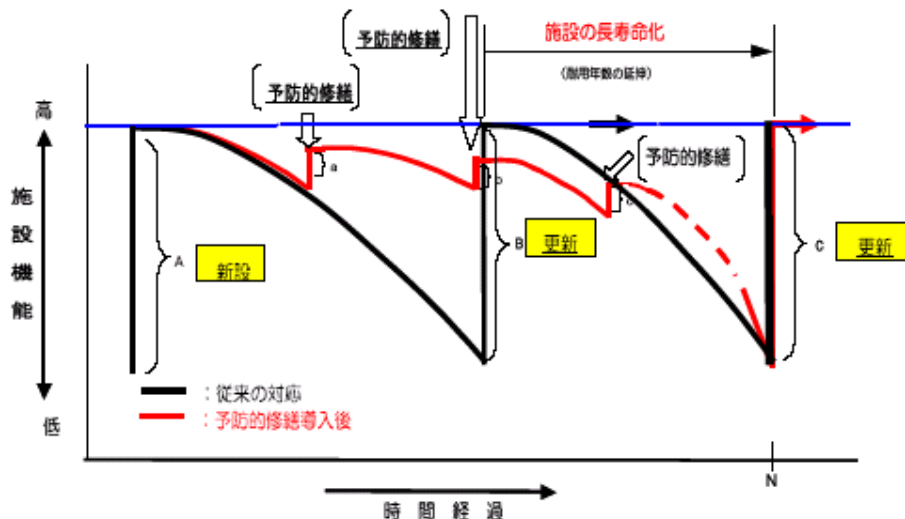 予防的修繕
施設の長寿命化
(耐用年数の延伸)
予防的修繕
高
a
b
予防的修繕
施設機能
A
新設
B
更新
C
更新
：従来の対応
：予防的修繕導入後
低
N
時間経過